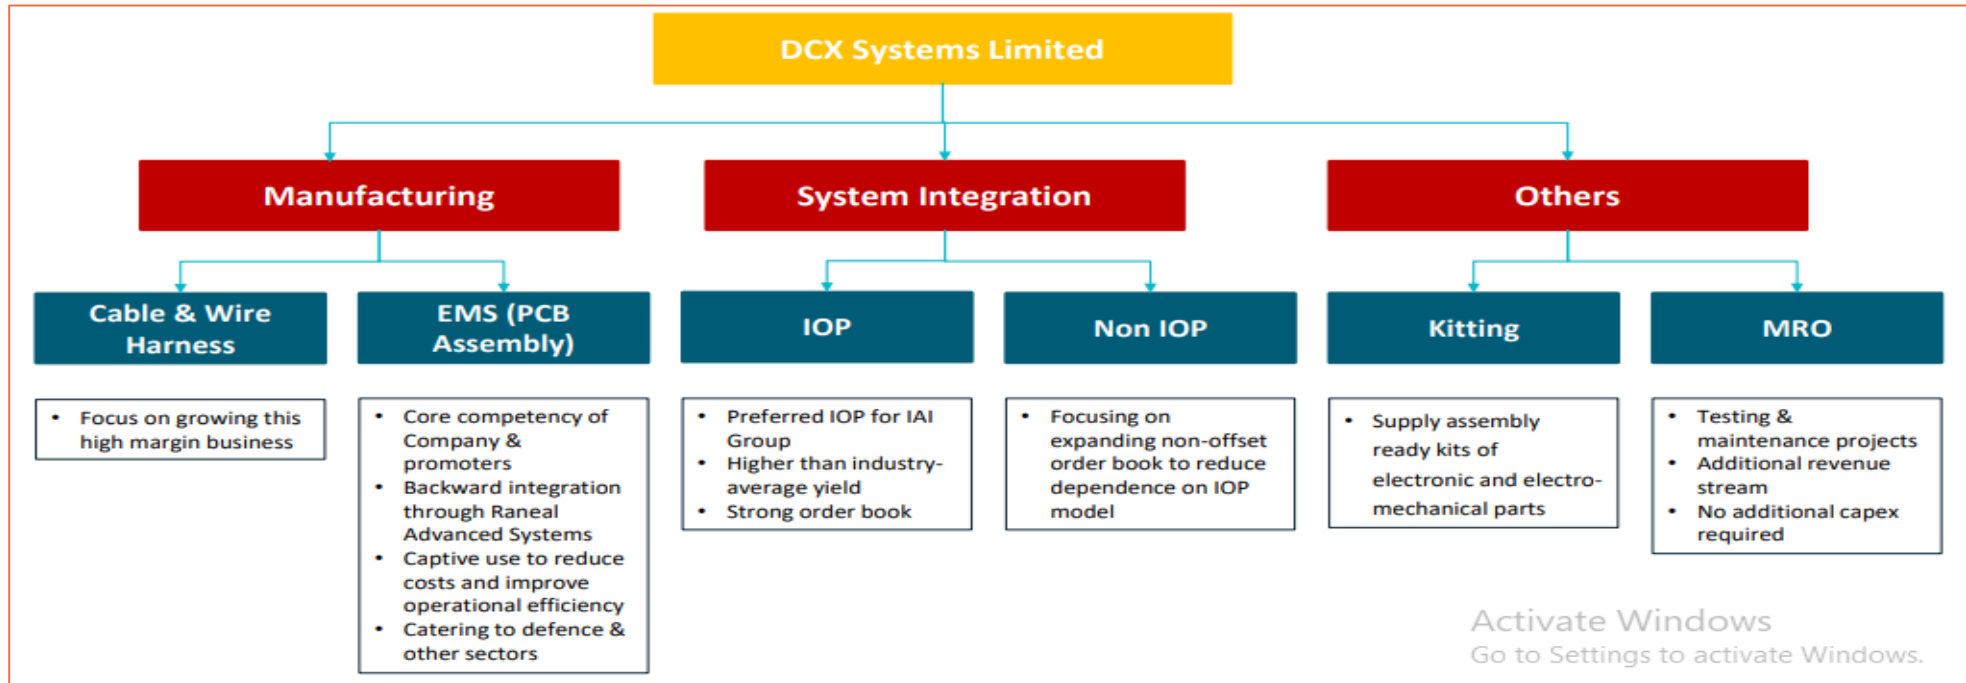 DCX Systems Limited
Manufacturing
System Integration
Others
Cable & Wire
Harness
EMS (PCB
Assembly)
IOP
Non IOP
Kitting
MRO
• Focus on growing this
high margin business
• Core competency of
Company &
promoters
• Backward integration
through Raneal
Advanced Systems
• Captive use to reduce
costs and improve
operational efficiency
• Catering to defence &
other sectors
• Preferred IOP for IAI
Group
• Higher than industry-
average yield
• Strong order book
• Focusing on
expanding non-offset
order book to reduce
dependence on IOP
model
• Supply assembly
ready kits of
electronic and electro-
mechanical parts
• Testing &
maintenance projects
• Additional revenue
stream
• No additional capex
required
Activate Windows
Go to Settings to activate Windows.